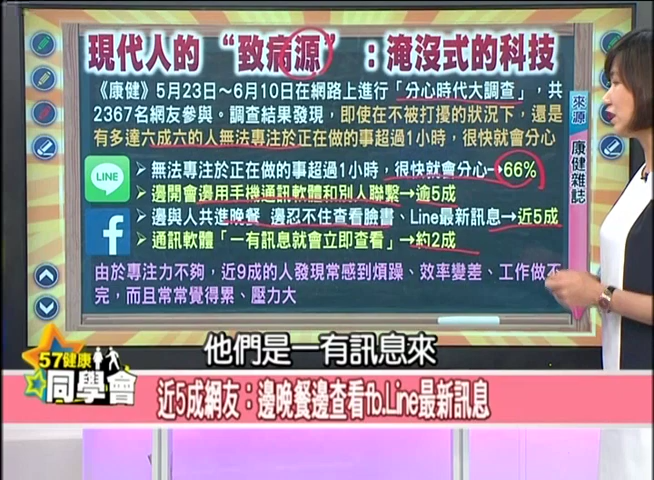 現代人的“致病源”：淹沒式的科技
《康健》5月23日～6月10日在網路上進行「分心時代大調查」，共
2367名網友參與。調查結果發現，即使在不被打擾的狀況下，還是
有多達六成六的人無法專注於正在做的事超過1小時，很快就會分心
LINE
➢無法專注於正在做的事超過1小時，很快就會分心→66%
➢邊開會邊用手機通訊軟體和別人聯繫→逾5成
➢邊與人共進晚餐 邊忍不住查看臉書、Line最新訊息→近5成
➢通訊軟體「一有訊息就會立即查看」→約2成
由於專注力不夠，近9成的人發現常感到煩躁、效率變差、工作做不
完，而且常常覺得累、壓力大
來源
康健雜誌
他們是一有訊息來
57健康
同學會
近5成網友：邊晚餐邊查看fb.Line最新訊息